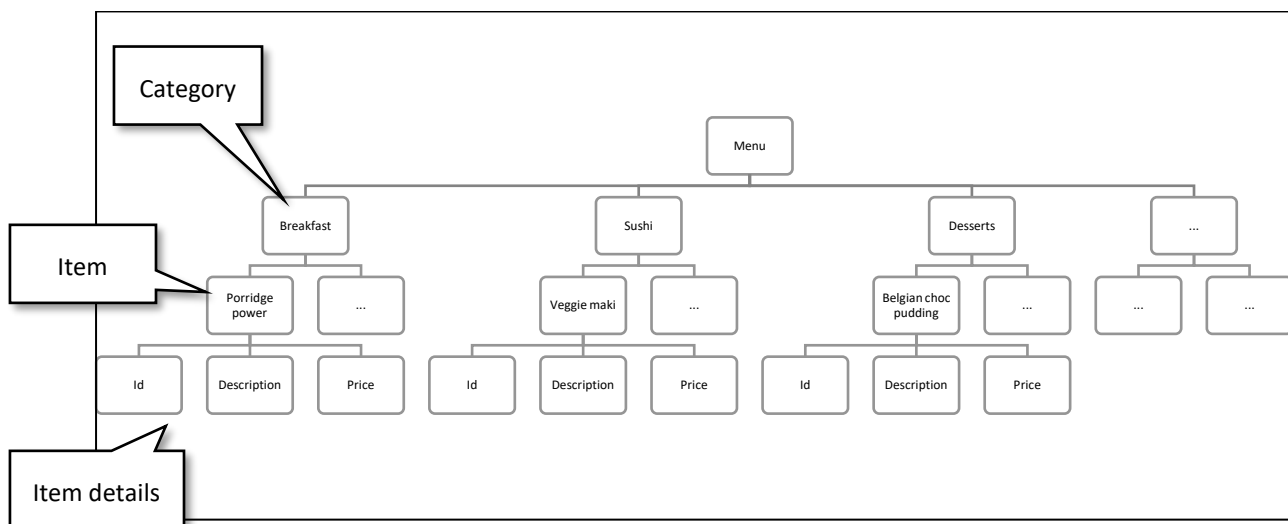 Category
Menu
Breakfast
Sushi
Desserts
...
Item
Porridge
power
...
Veggie maki
...
Belgian choc
pudding
...
...
...
Id
Description
Price
Id
Description
Price
Id
Description
Price
Item details